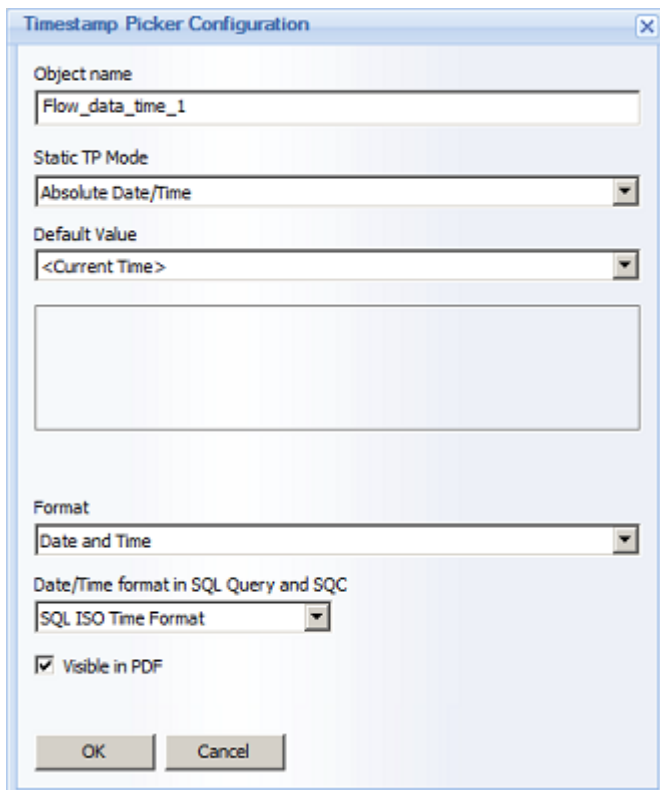 Timestamp Picker Configuration
Object name
Flow_data_time_1
Static TP Mode
Absolute Date/Time
Default Value
<Current Time>
Format
Date and Time
Date/Time format in SQL Query and SQC
SQL ISO Time Format
Visible in PDF
OK Cancel